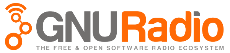 GNURadio
THE FREE & OPEN SOFTWARE RADIO ECOSYSTEM